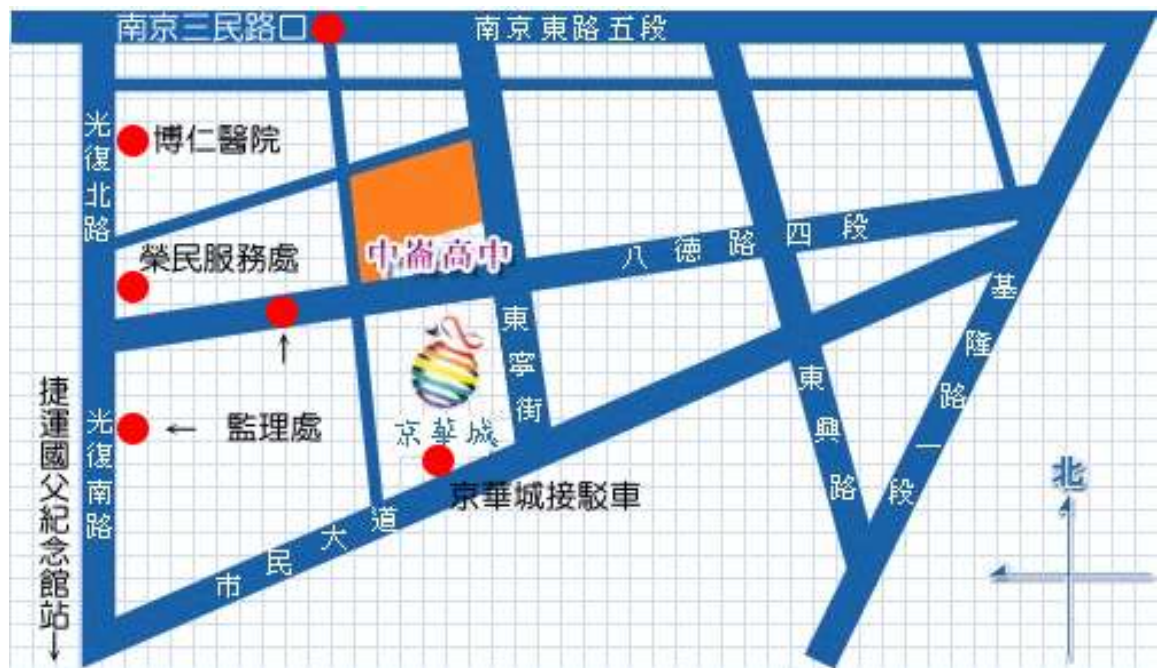 南京三民路口
南京東路五段
光復北路
博仁醫院
榮民服務處
中崙高中
八德路四段
東寧街
基隆路一段
京華城
監理處
光復南路
東興路
京華城接駁車
市民大道
捷運國父紀念館站
北